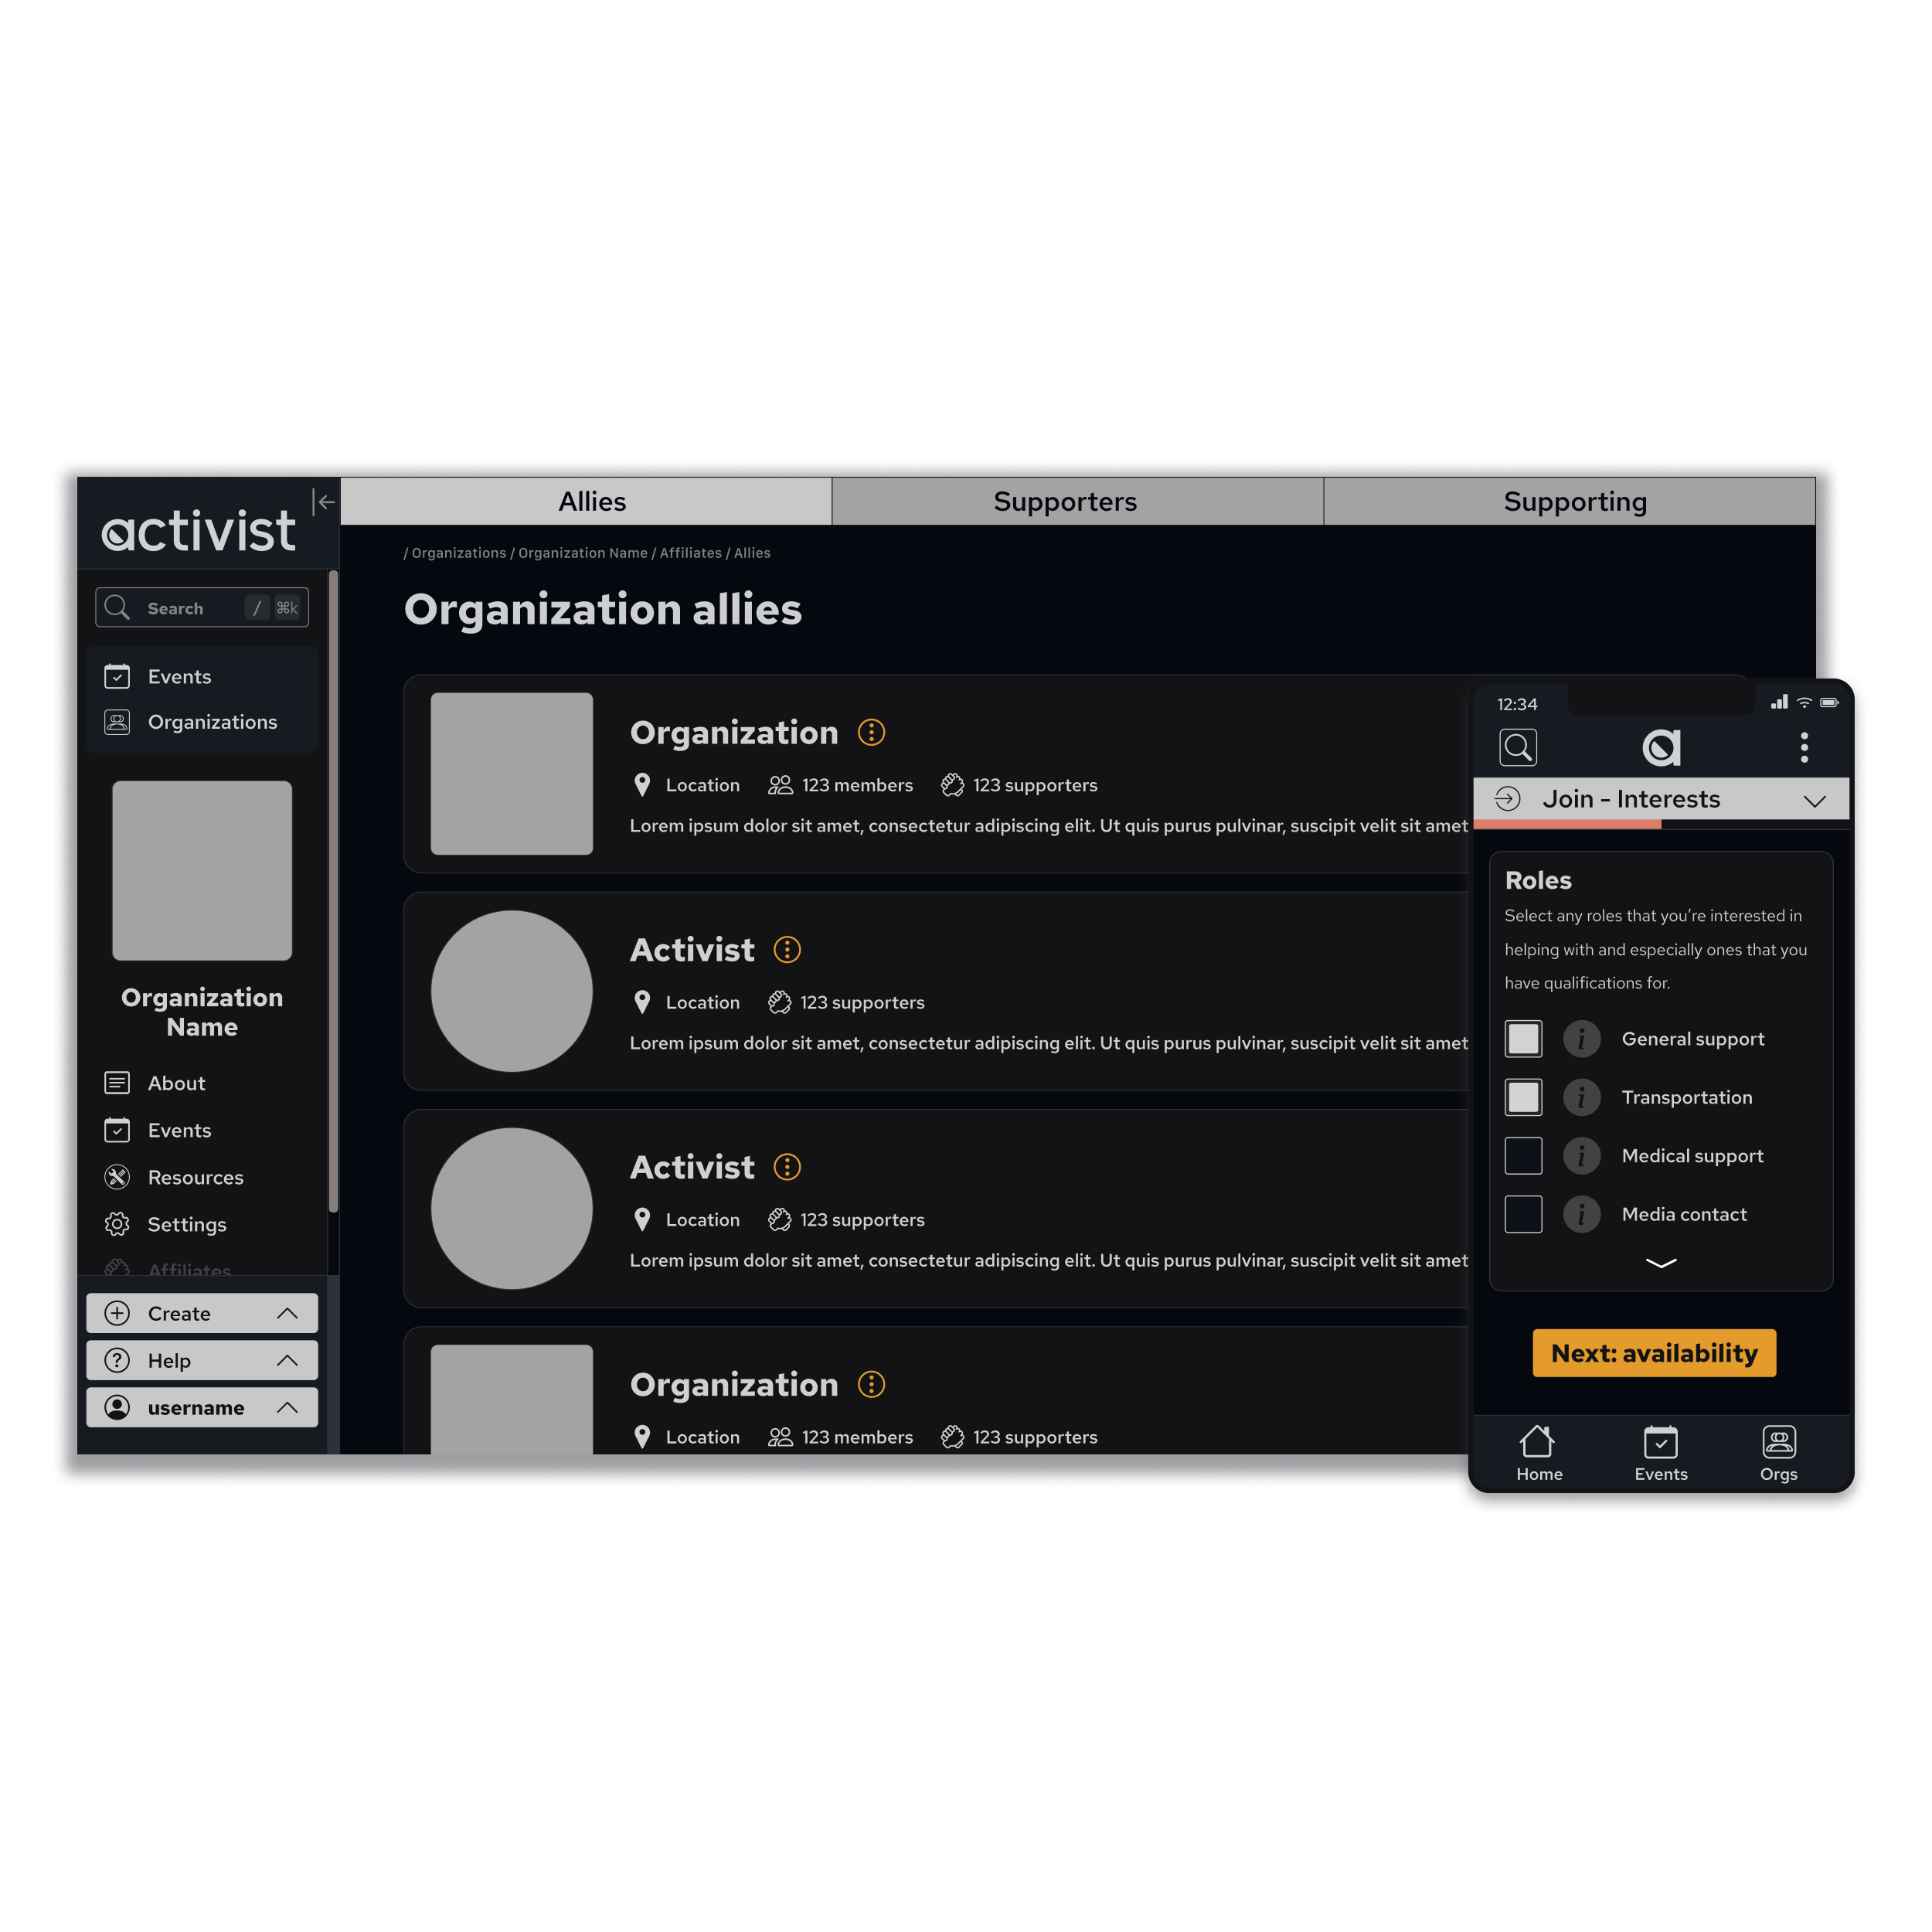 activist
Search / ⌘k
Events
Organizations
Organization
Name
About
Events
Resources
Settings
Affiliates
Create
Help
username
Allies
Supporters
Supporting
/ Organizations / Organization Name / Affiliates / Allies
Organization allies
Organization
Location 123 members 123 supporters
Lorem ipsum dolor sit amet, consectetur adipiscing elit. Ut quis purus pulvinar, suscipit velit sit amet
Activist
Location 123 supporters
Lorem ipsum dolor sit amet, consectetur adipiscing elit. Ut quis purus pulvinar, suscipit velit sit amet
Activist
Location 123 supporters
Lorem ipsum dolor sit amet, consectetur adipiscing elit. Ut quis purus pulvinar, suscipit velit sit amet
Organization
Location 123 members 123 supporters
12:34
a
Join - Interests
Roles
Select any roles that you’re interested in
helping with and especially ones that you
have qualifications for.
i General support
i Transportation
i Medical support
i Media contact
Next: availability
Home
Events
Orgs